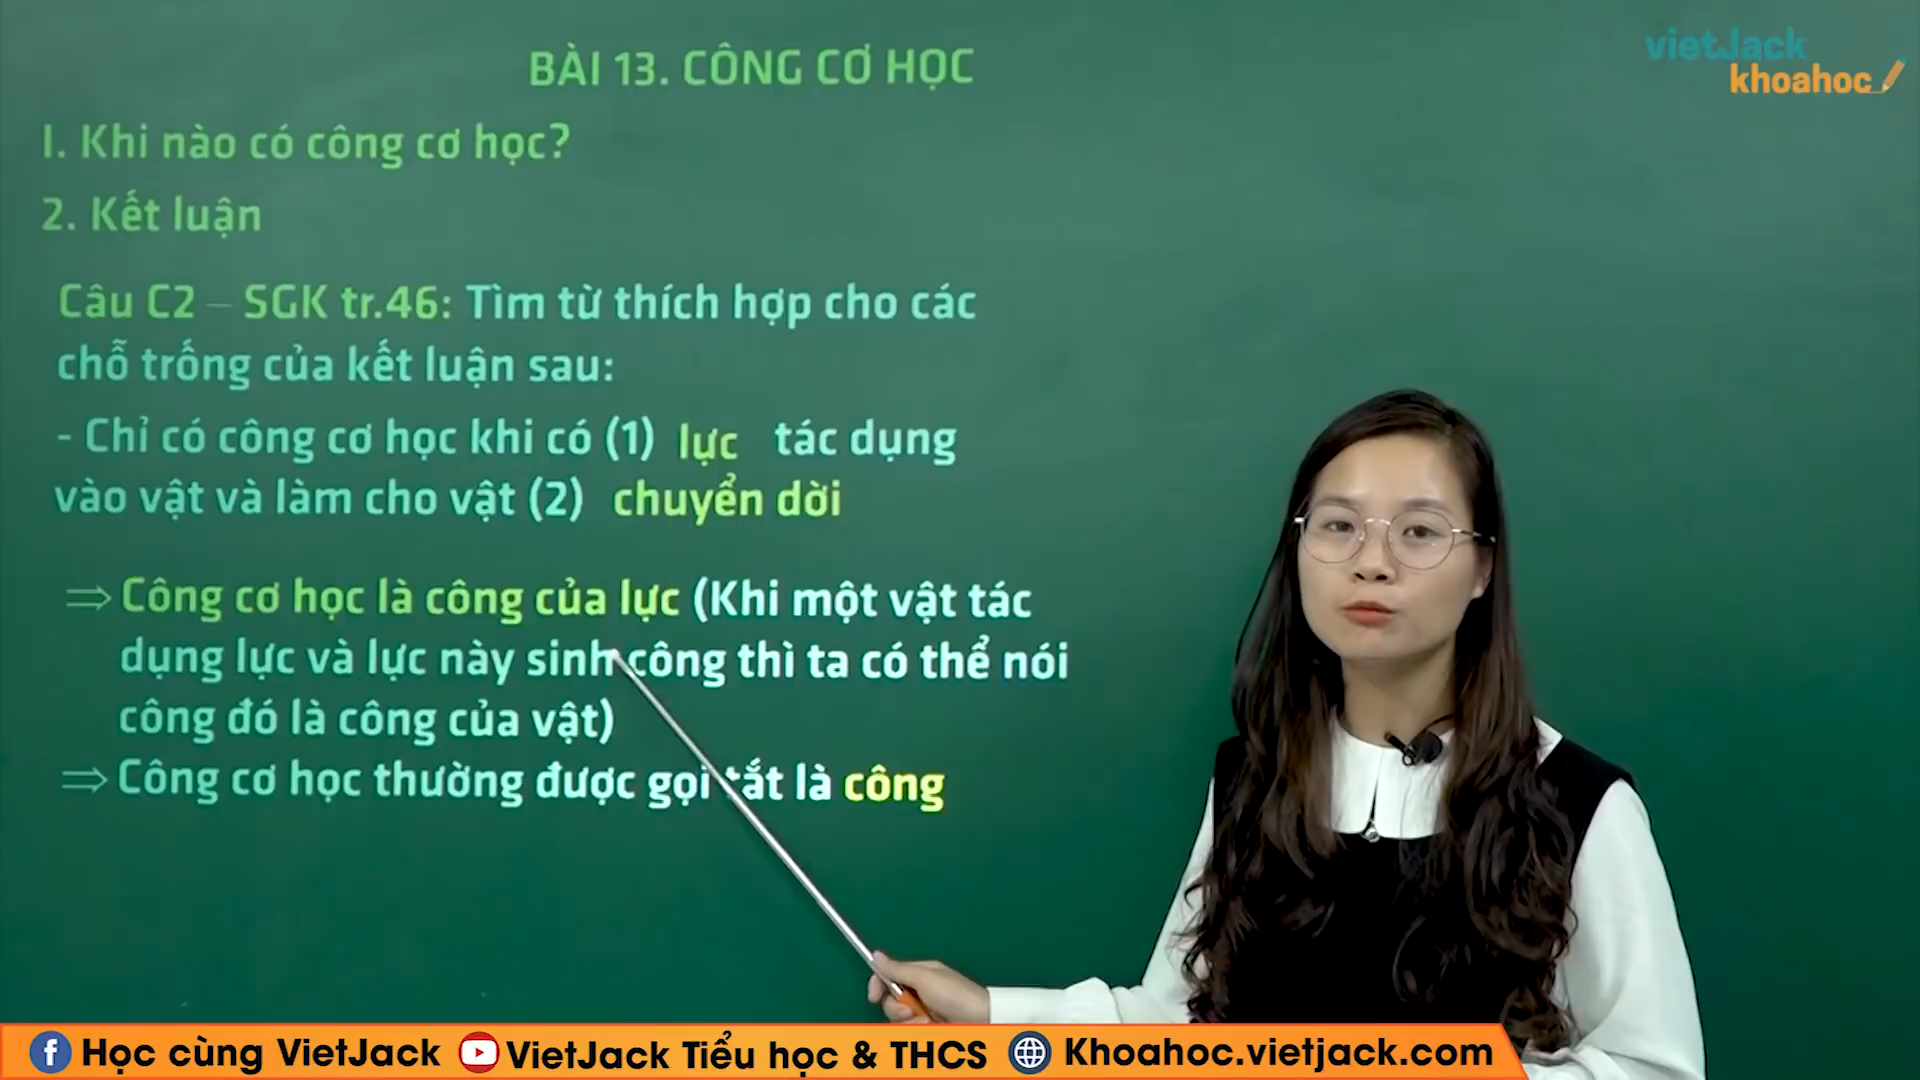 BÀI 13. CÔNG CƠ HỌC
vietJack
khoahoc
I. Khi nào có công cơ học?
2. Kết luận
Câu C2 – SGK tr.46: Tìm từ thích hợp cho các
chỗ trống của kết luận sau:
- Chỉ có công cơ học khi có (1) lực tác dụng
vào vật và làm cho vật (2) chuyển dời
⇒ Công cơ học là công của lực (Khi một vật tác
dụng lực và lực này sinh công thì ta có thể nói
công đó là công của vật)
⇒ Công cơ học thường được gọi tắt là công
Học cùng VietJack VietJack Tiểu học & THCS Khoahoc.vietjack.com